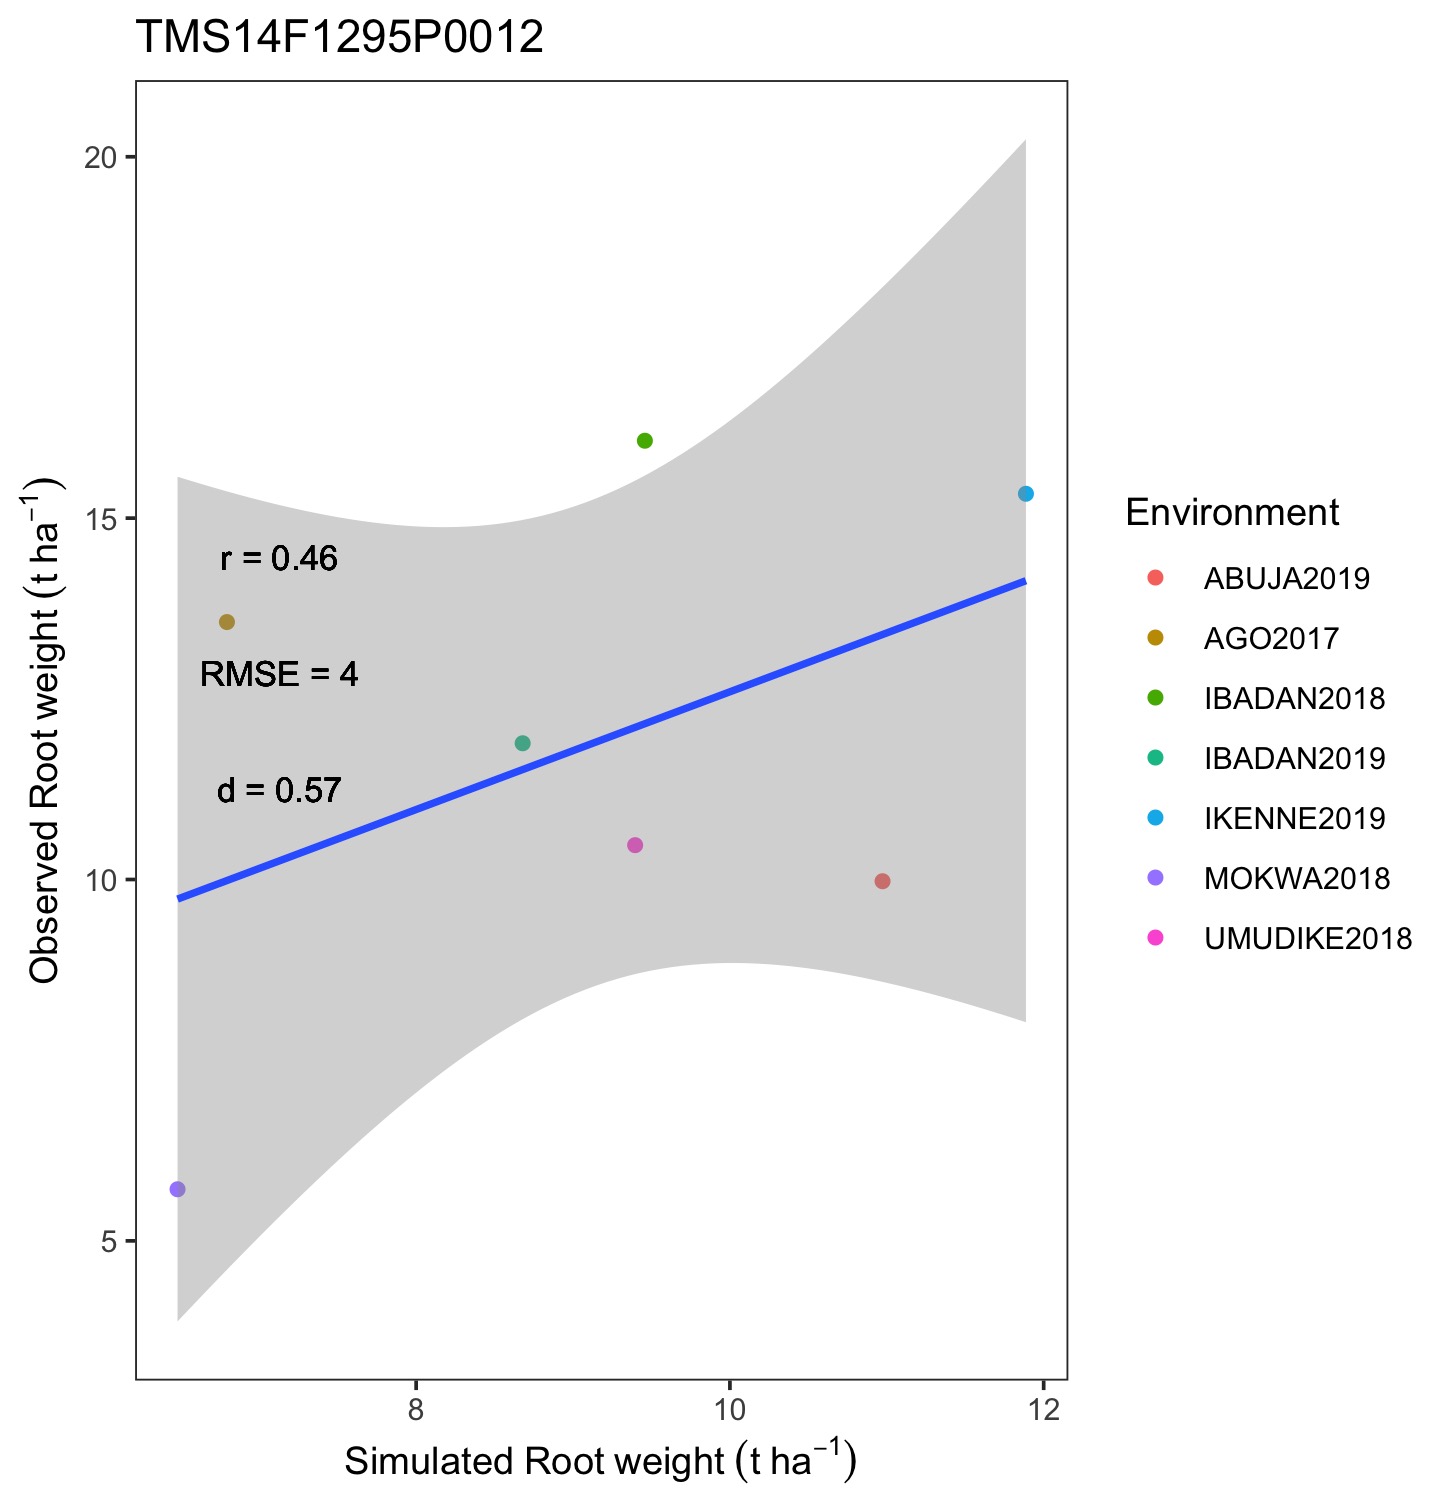 TMS14F1295P0012
20
15
10
5
Observed Root weight (t ha⁻¹)
r = 0.46
RMSE = 4
d = 0.57
8 10 12
Simulated Root weight (t ha⁻¹)
Environment
ABUJA2019
AGO2017
IBADAN2018
IBADAN2019
IKENNE2019
MOKWA2018
UMUDIKE2018